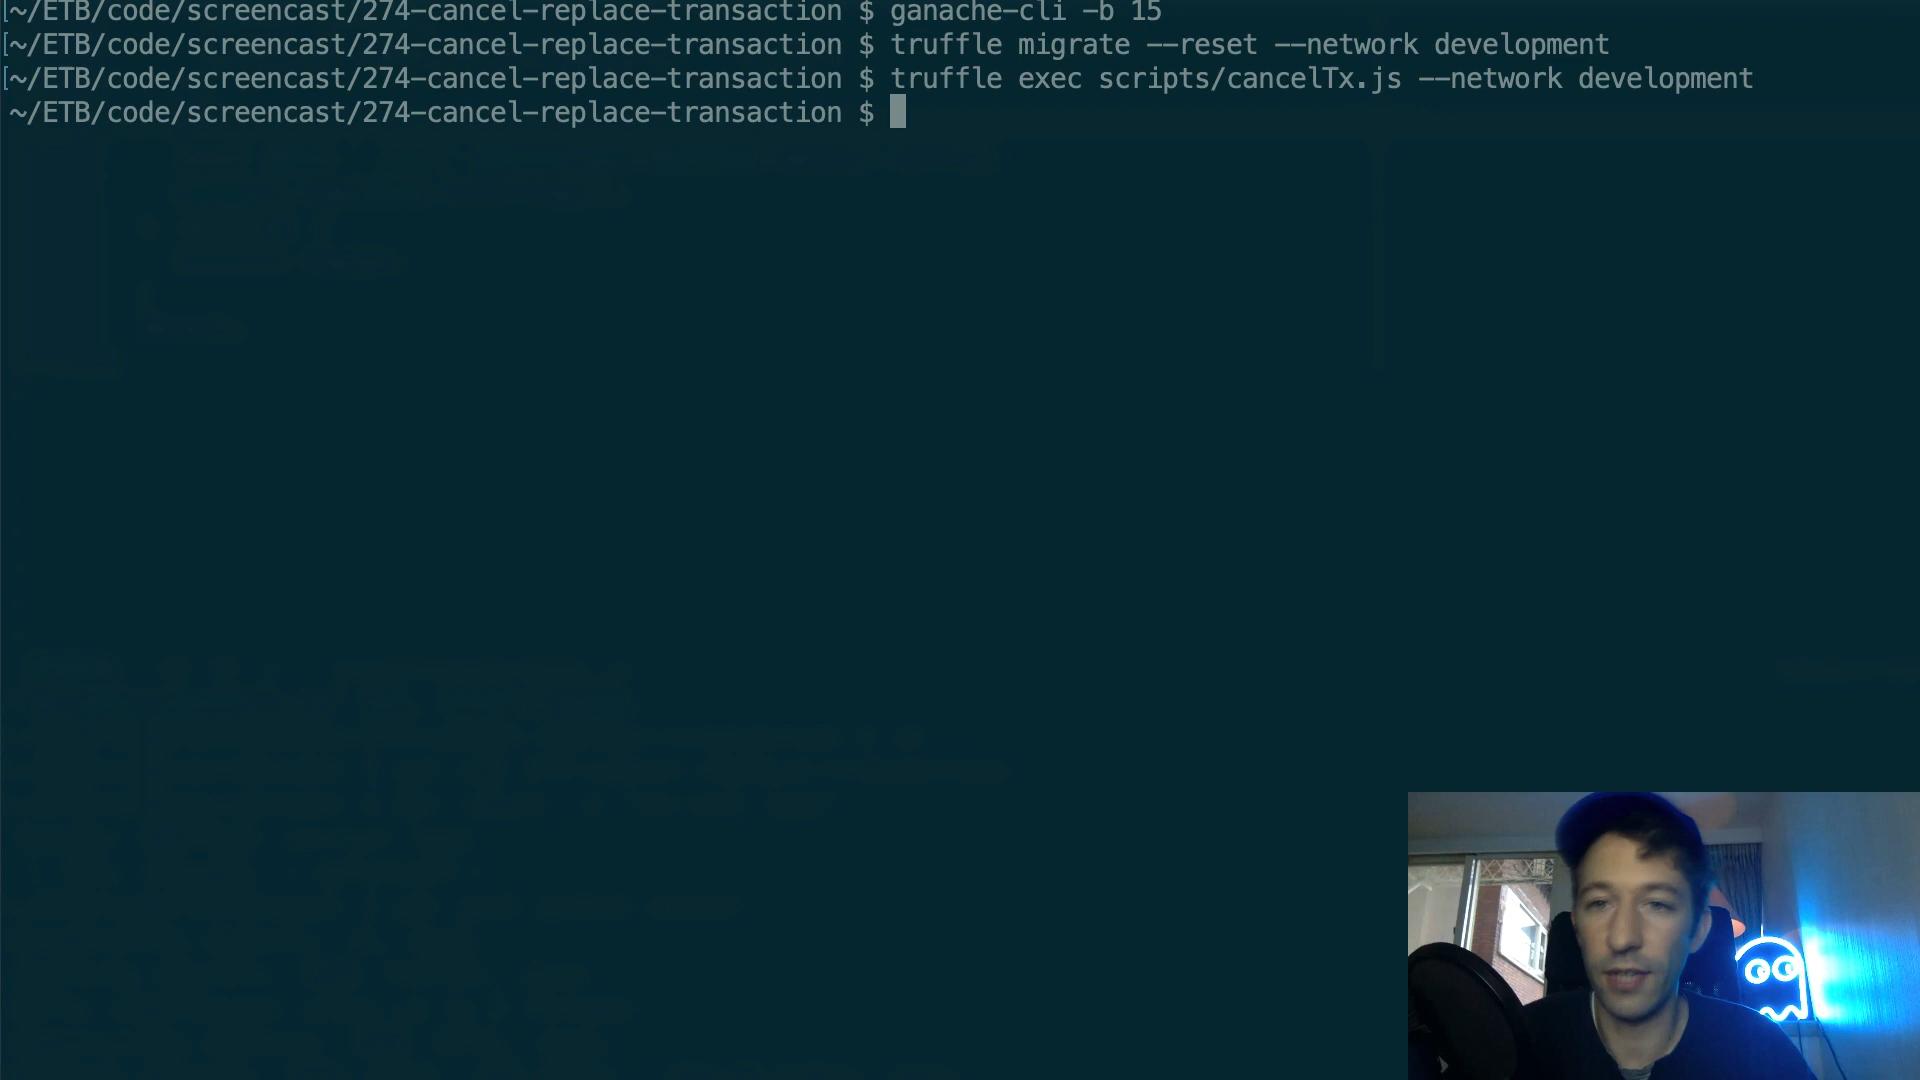 [~/ETB/code/screencast/274-cancel-replace-transaction $ ganache-cli -b 15
[~/ETB/code/screencast/274-cancel-replace-transaction $ truffle migrate --reset --network development
[~/ETB/code/screencast/274-cancel-replace-transaction $ truffle exec scripts/cancelTx.js --network development
~/ETB/code/screencast/274-cancel-replace-transaction $